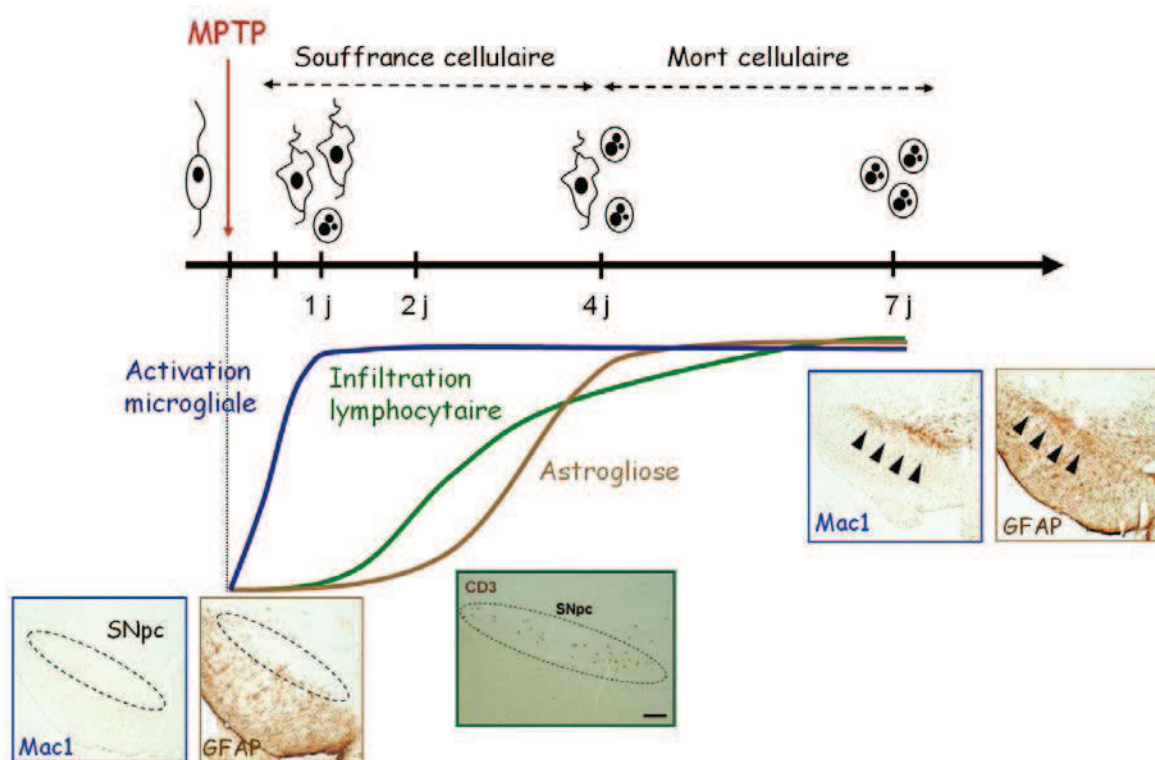 MPTP
Souffrance cellulaire
Mort cellulaire
1 j
2 j
4 j
7 j
Activation
microgliale
Infiltration
lymphocytaire
Astrogliose
Mac1
GFAP
CD3
SNpc
SNpc
Mac1
GFAP